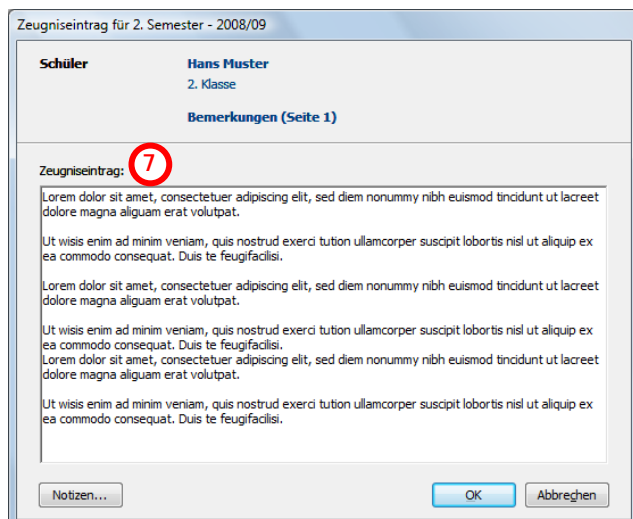 Zeugniseintrag für 2. Semester - 2008/09
Schüler Hans Muster
2. Klasse
Bemerkungen (Seite 1)
Zeugniseintrag: 7
Lorem dolor sit amet, consectetuer adipiscing elit, sed diem nonummy nibh euismod tincidunt ut lacreet
dolore magna aliguam erat volutpat.
Ut wisis enim ad minim veniam, quis nostrud exerci tution ullamcorper suscipit lobortis nisl ut aliquip ex
ea commodo consequat. Duis te feugifacilisi.
Lorem dolor sit amet, consectetuer adipiscing elit, sed diem nonummy nibh euismod tincidunt ut lacreet
dolore magna aliguam erat volutpat.
Ut wisis enim ad minim veniam, quis nostrud exerci tution ullamcorper suscipit lobortis nisl ut aliquip ex
ea commodo consequat. Duis te feugifacilisi.
Lorem dolor sit amet, consectetuer adipiscing elit, sed diem nonummy nibh euismod tincidunt ut lacreet
dolore magna aliguam erat volutpat.
Ut wisis enim ad minim veniam, quis nostrud exerci tution ullamcorper suscipit lobortis nisl ut aliquip ex
ea commodo consequat. Duis te feugifacilisi.
Notizen... OK Abbrechen